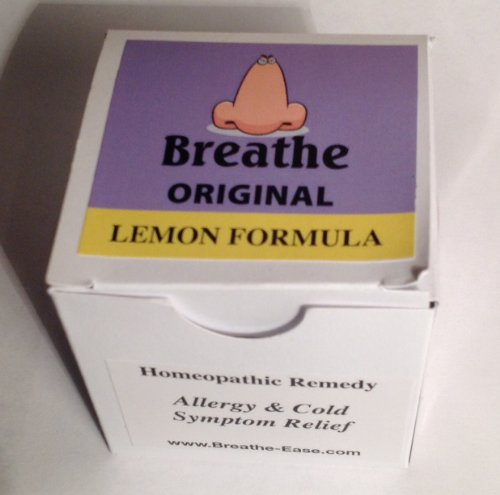 Breathe
ORIGINAL
LEMON FORMULA
Homeopathic Remedy
Allergy & Cold
Symptom Relief
www.Breathe-Ease.com